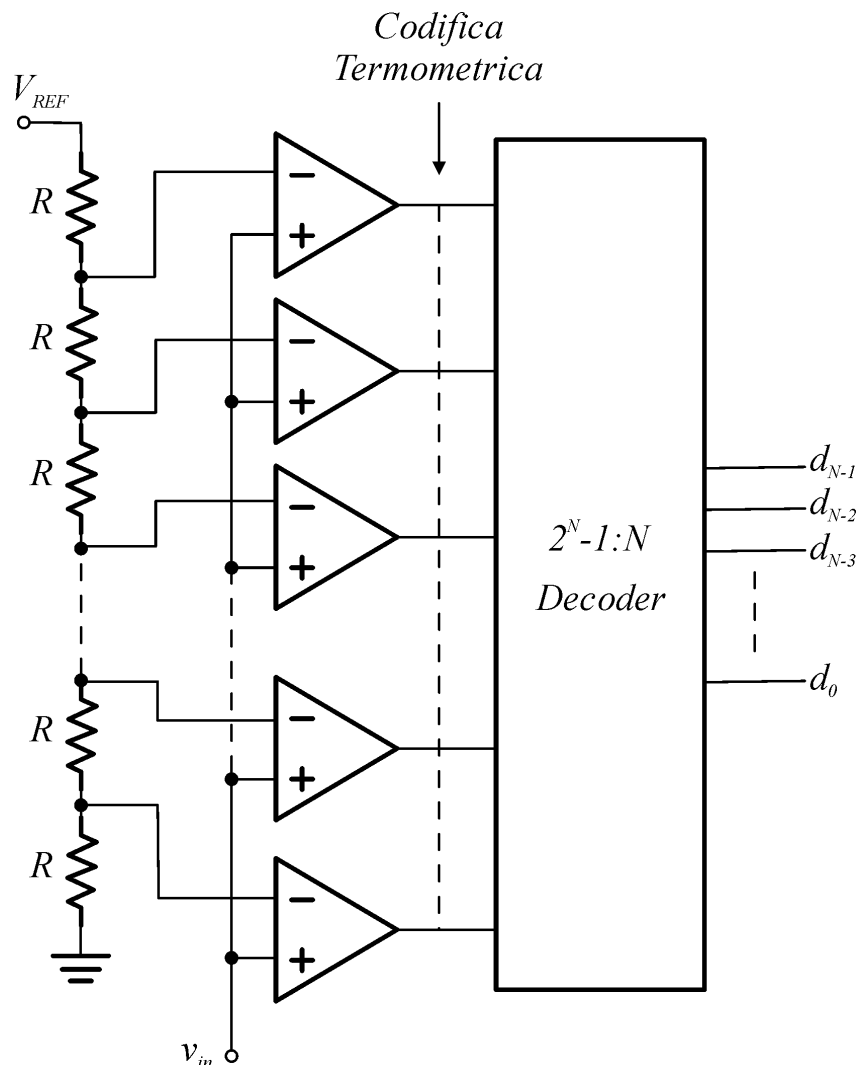 Codifica
Termometrica
V_REF
R
−
+
R
−
+
R
−
+
2^N-1:N
Decoder
d_N-1
d_N-2
d_N-3
d_0
R
−
+
R
−
+
v_in